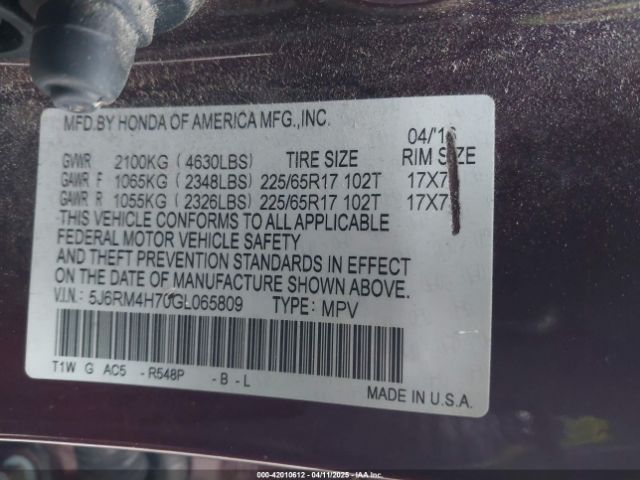 MFD.BY HONDA OF AMERICA MFG.,INC. 04/'16
GVWR 2100KG ( 4630LBS) TIRE SIZE RIM SIZE
GAWR F 1065KG ( 2348LBS) 225/65R17 102T 17X7
GAWR R 1055KG ( 2326LBS) 225/65R17 102T 17X7
THIS VEHICLE CONFORMS TO ALL APPLICABLE
FEDERAL MOTOR VEHICLE SAFETY
AND THEFT PREVENTION STANDARDS IN EFFECT
ON THE DATE OF MANUFACTURE SHOWN ABOVE.
V.I.N.: 5J6RM4H70GL065809 TYPE: MPV
T1W G AC5 - R548P - B - L
MADE IN U.S.A.
000-42010612 - 04/11/2025 - IAAI.COM